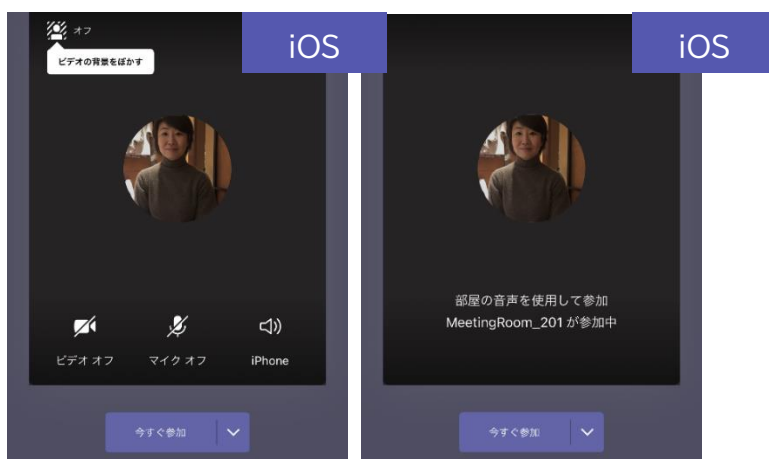 iOS
オフ
ビデオの背景をぼかす
ビデオ オフ
マイク オフ
iPhone
今すぐ参加
iOS
部屋の音声を使用して参加
MeetingRoom_201 が参加中
今すぐ参加